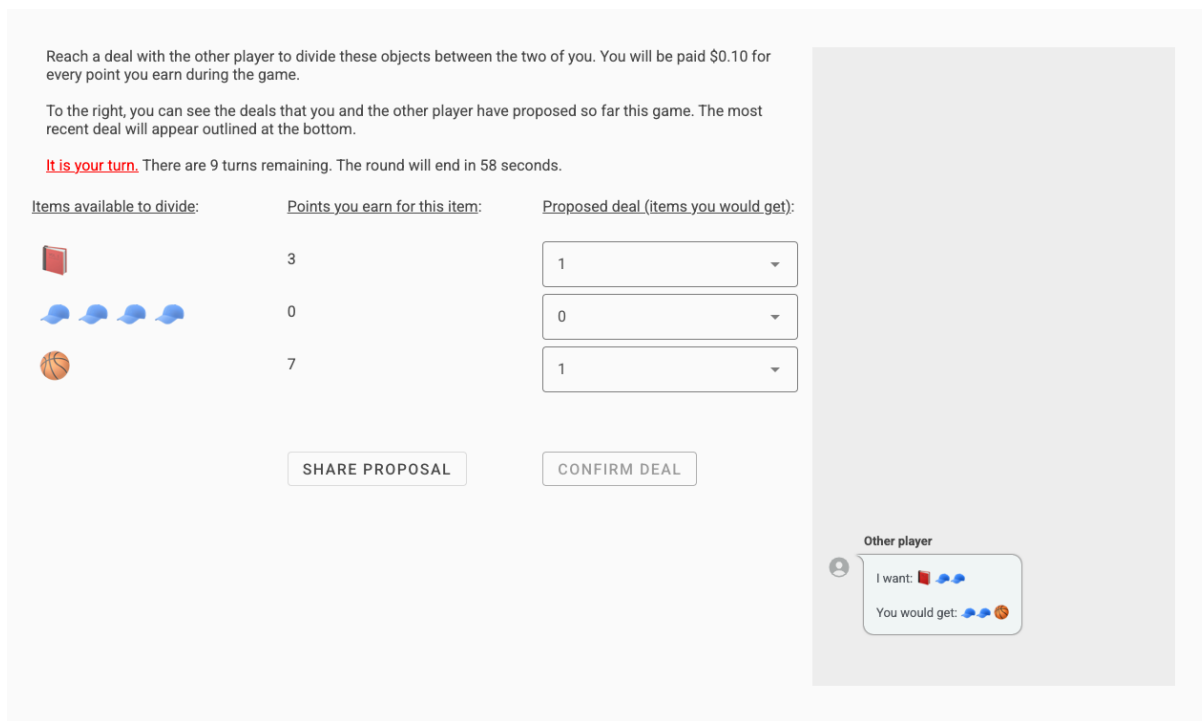 Reach a deal with the other player to divide these objects between the two of you. You will be paid $0.10 for
every point you earn during the game.
To the right, you can see the deals that you and the other player have proposed so far this game. The most
recent deal will appear outlined at the bottom.
It is your turn. There are 9 turns remaining. The round will end in 58 seconds.
Items available to divide: Points you earn for this item: Proposed deal (items you would get):
3 1
0 0
7 1
SHARE PROPOSAL CONFIRM DEAL
Other player
I want:
You would get: